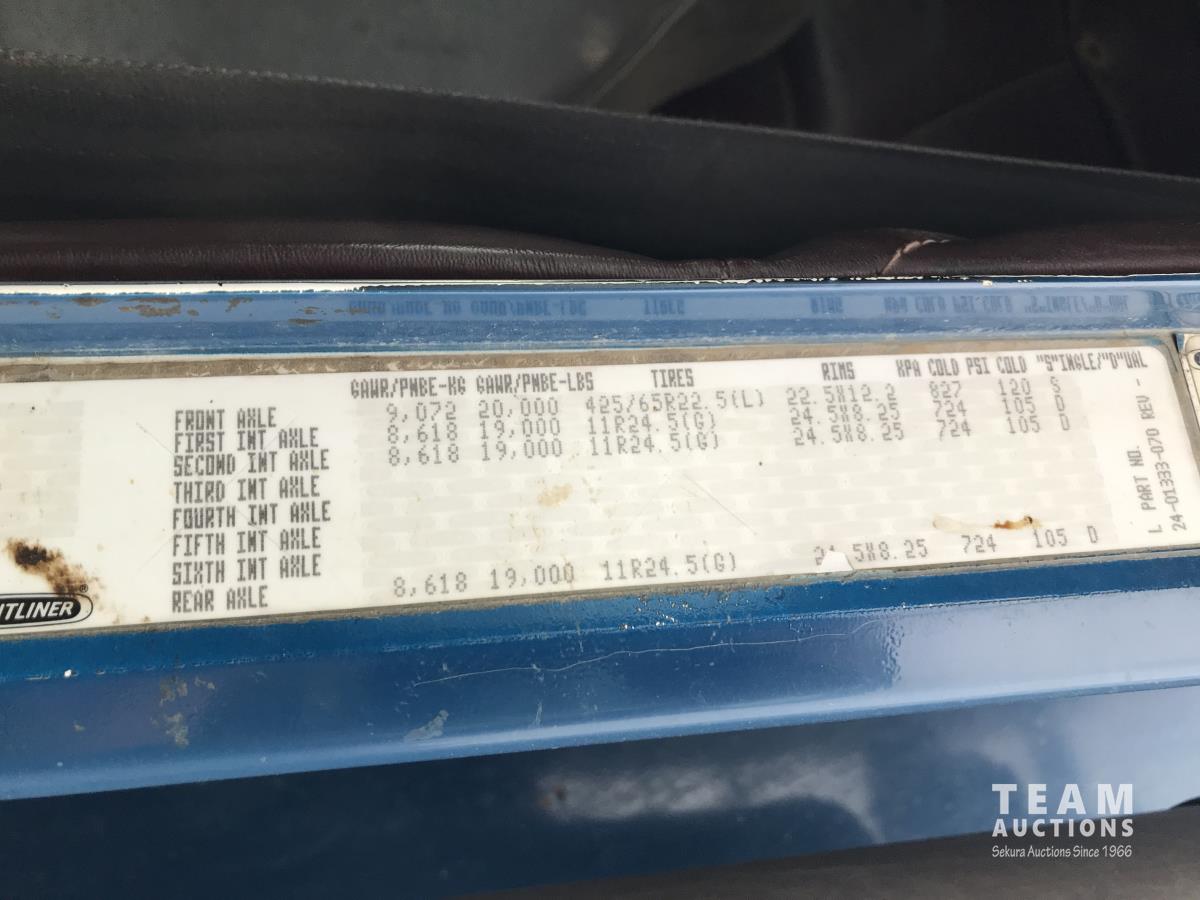 GAWR/PNBE-KG GAWR/PNBE-LBS TIRES RIMS KPA COLD PSI COLD "S"INGLE/"D"UAL
FRONT AXLE 9,072 20,000 425/65R22.5(L) 22.5X12.2 827 120 S
FIRST INT AXLE 8,618 19,000 11R24.5(G) 24.5X8.25 724 105 D
SECOND INT AXLE 8,618 19,000 11R24.5(G) 24.5X8.25 724 105 D
THIRD INT AXLE
FOURTH INT AXLE
FIFTH INT AXLE
SIXTH INT AXLE
REAR AXLE 8,618 19,000 11R24.5(G) 24.5X8.25 724 105 D
L PART NO.
24-01333-070 REV -
TLINER®
TEAM
AUCTIONS
Sekura Auctions Since 1966